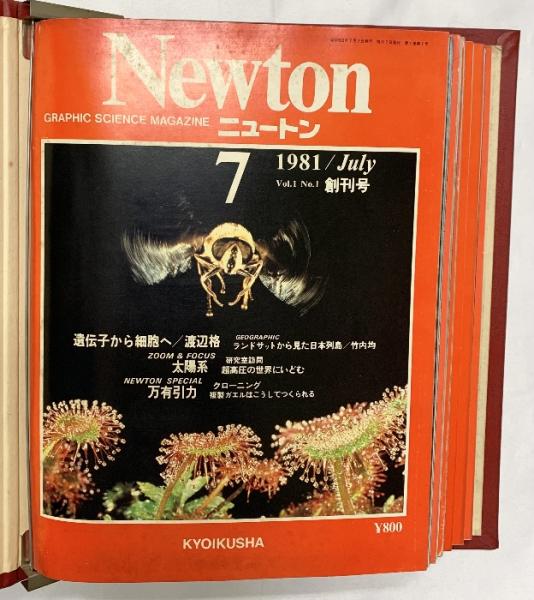 Newton
GRAPHIC SCIENCE MAGAZINE ニュートン
7
1981/July
Vol.1 No.1 創刊号
遺伝子から細胞へ/渡辺格
GEOGRAPHIC
ランドサットから見た日本列島/竹内均
ZOOM & FOCUS
太陽系
研究室訪問
超高圧の世界にいどむ
NEWTON SPECIAL
万有引力
クローニング
複製ガエルはこうしてつくられる
¥800
KYOIKUSHA